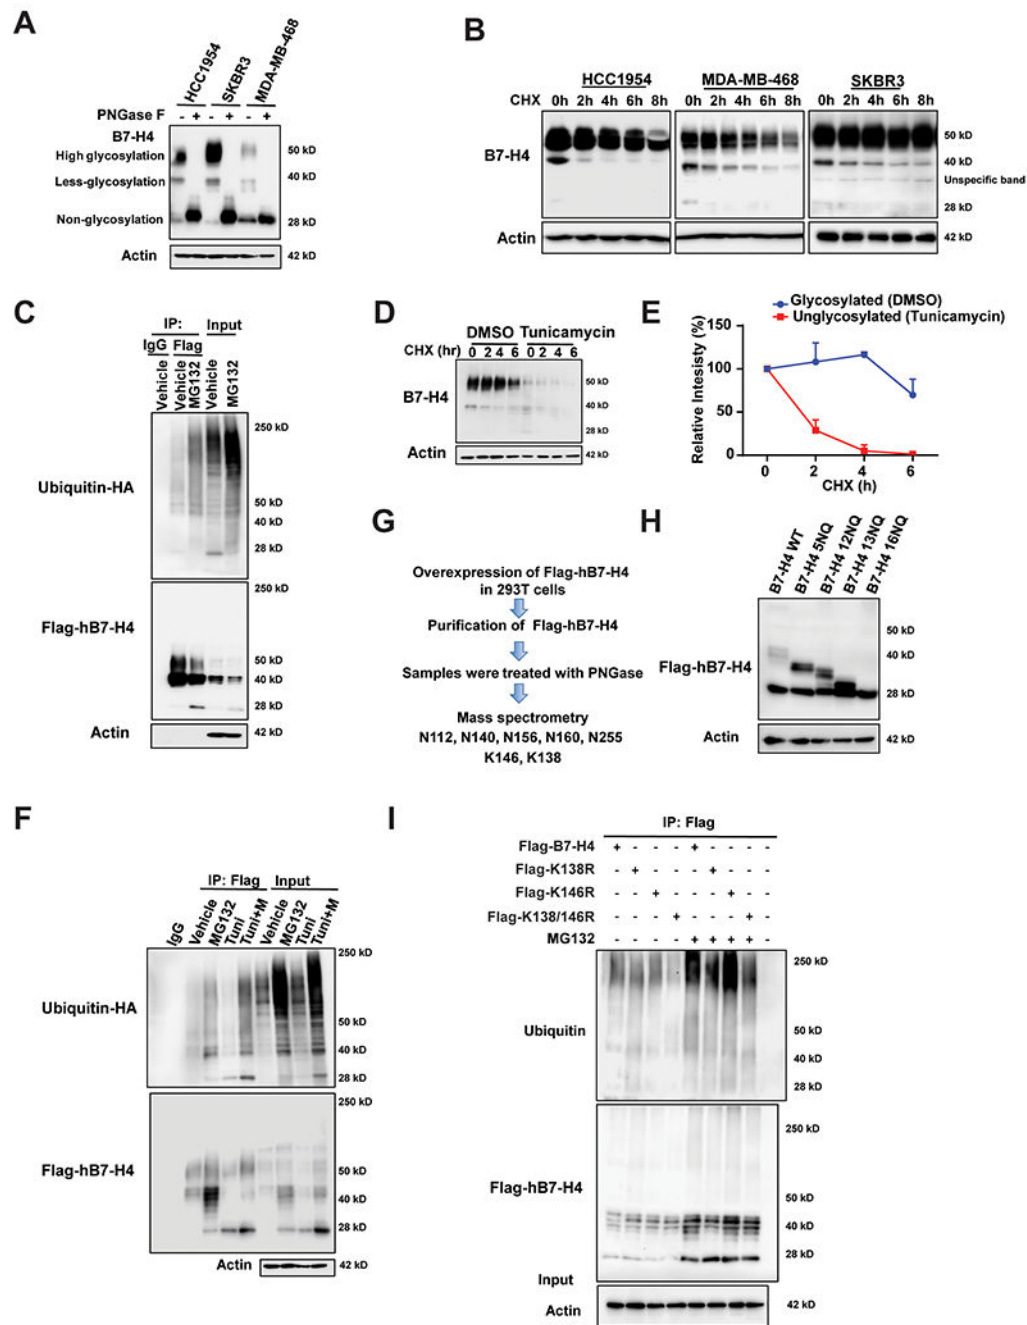 A
HCC1954
SKBR3
MDA-MB-468
PNGase F - + - + - +
B7-H4
High glycosylation
Less-glycosylation
Non-glycosylation
50 kD
40 kD
28 kD
Actin
42 kD
B
HCC1954 MDA-MB-468 SKBR3
CHX 0h 2h 4h 6h 8h 0h 2h 4h 6h 8h 0h 2h 4h 6h 8h
B7-H4
50 kD
40 kD
Unspecific band
28 kD
Actin
42 kD
C
IP: Input
IgG Flag
Vehicle
Vehicle
MG132
Vehicle
MG132
250 kD
Ubiquitin-HA
50 kD
40 kD
28 kD
250 kD
Flag-hB7-H4
50 kD
40 kD
28 kD
Actin
42 kD
D
DMSO Tunicamycin
CHX (hr) 0 2 4 6 0 2 4 6
B7-H4
50 kD
40 kD
28 kD
Actin
42 kD
E
Glycosylated (DMSO)
Unglycosylated (Tunicamycin)
Relative Intesisty (%)
150
100
50
0
0 2 4 6
CHX (h)
G
Overexpression of Flag-hB7-H4
in 293T cells
Purification of Flag-hB7-H4
Samples were treated with PNGase
Mass spectrometry
N112, N140, N156, N160, N255
K146, K138
H
B7-H4 WT
B7-H4 5NQ
B7-H4 12NQ
B7-H4 13NQ
B7-H4 16NQ
Flag-hB7-H4
50 kD
40 kD
28 kD
Actin
42 kD
F
IP: Flag Input
IgG
Vehicle
MG132
Tuni
Tuni+M
Vehicle
MG132
Tuni
Tuni+M
250 kD
Ubiquitin-HA
50 kD
40 kD
28 kD
250 kD
Flag-hB7-H4
50 kD
40 kD
28 kD
Actin
42 kD
I
IP: Flag
Flag-B7-H4 + - - - + - - - -
Flag-K138R - + - - - + - - -
Flag-K146R - - + - - - + - -
Flag-K138/146R - - - + - - - + -
MG132 - - - - + + + + -
250 kD
Ubiquitin
50 kD
40 kD
28 kD
250 kD
Flag-hB7-H4
50 kD
40 kD
28 kD
Input
Actin
42 kD